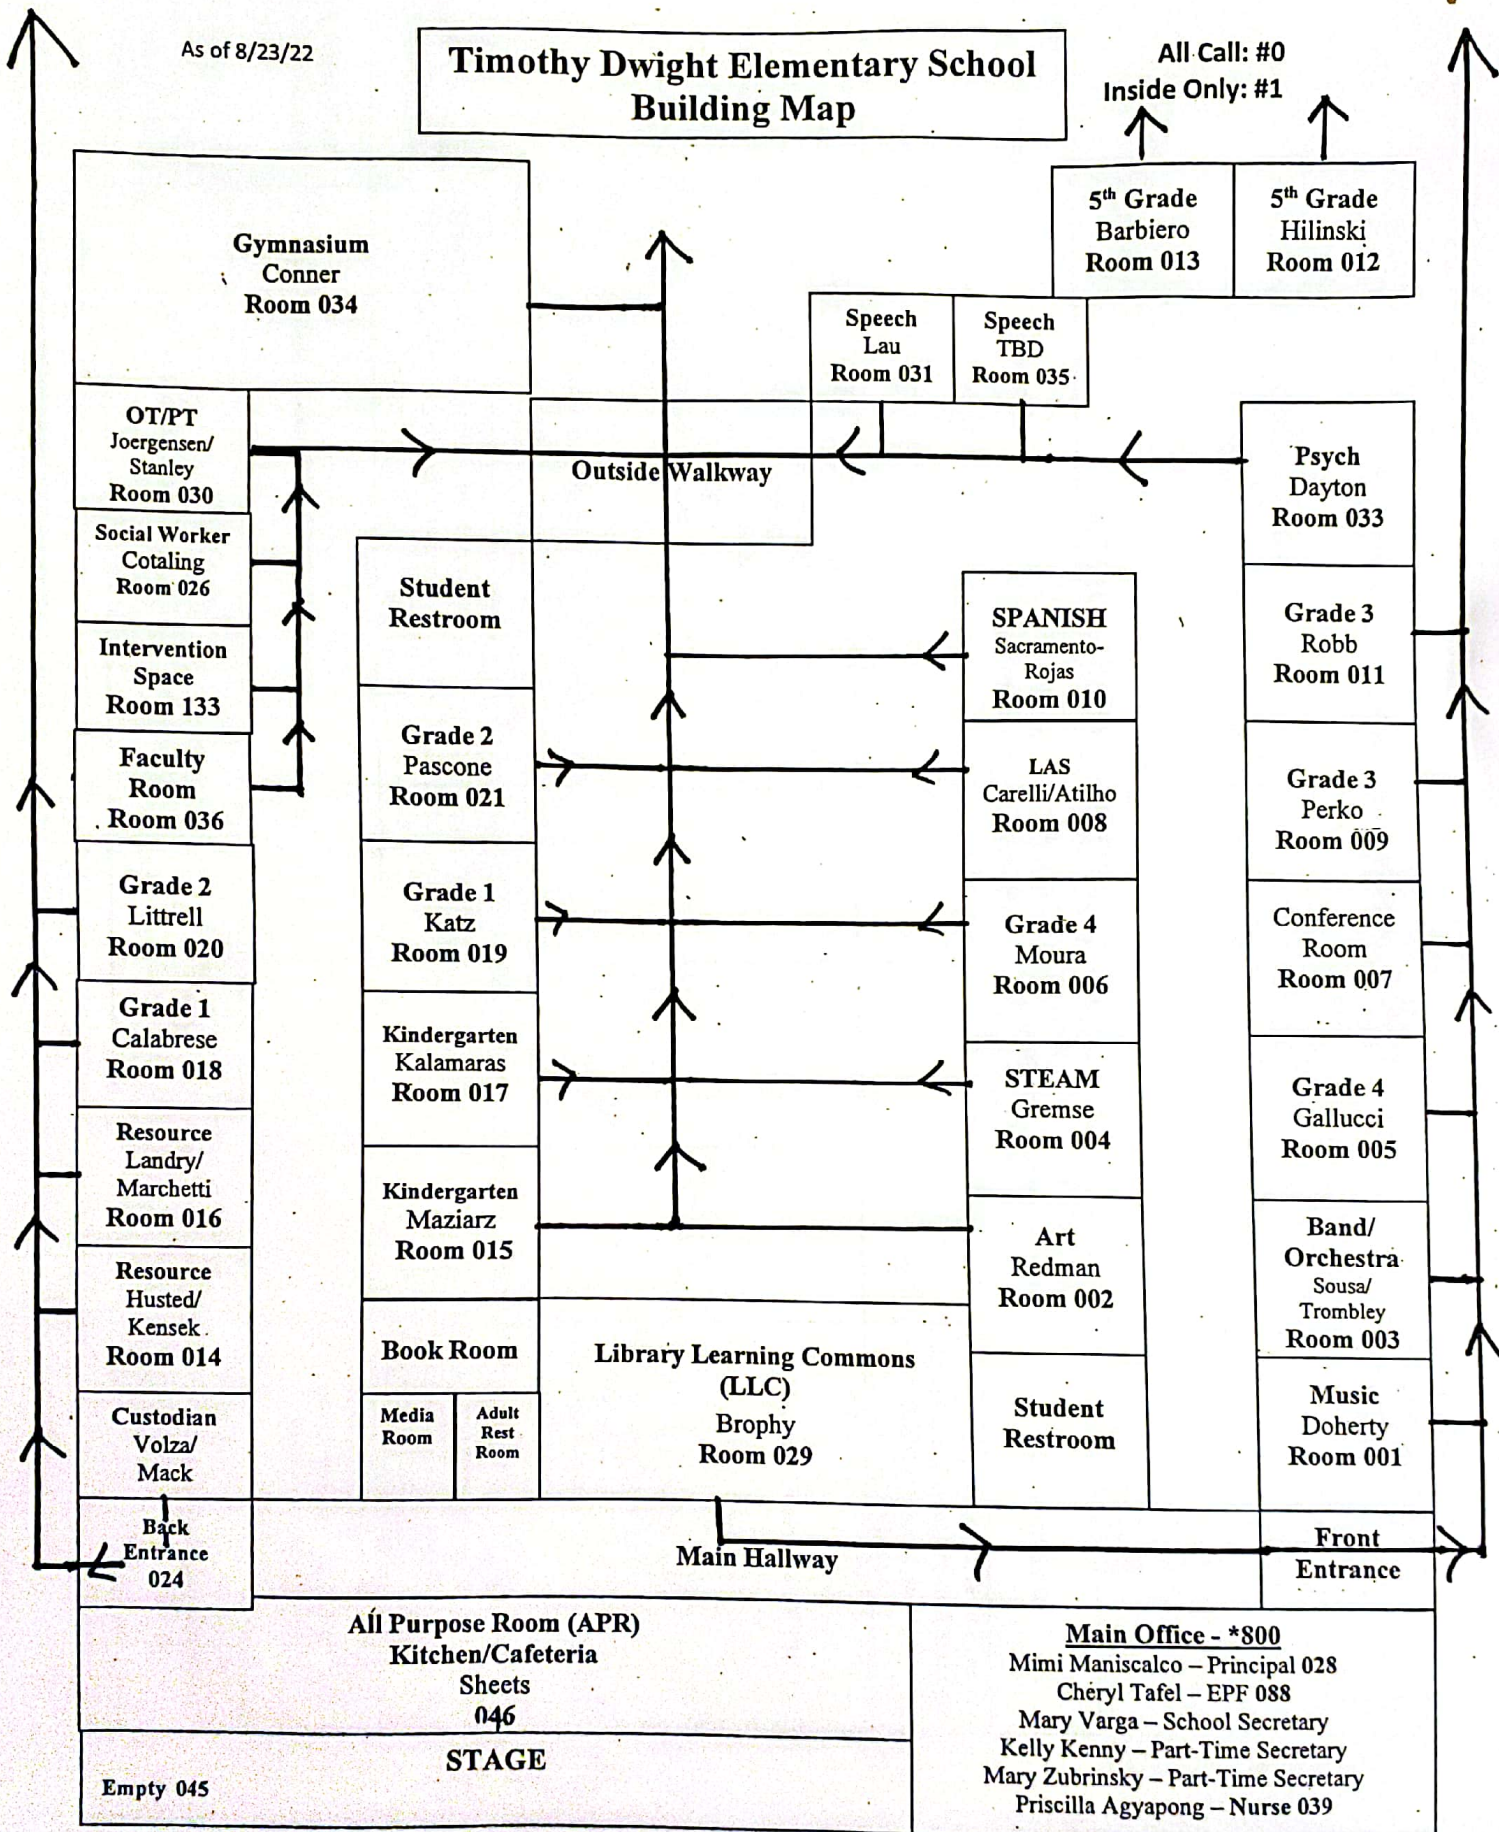 As of 8/23/22
Timothy Dwight Elementary School
Building Map
All Call: #0
Inside Only: #1
Gymnasium
Conner
Room 034
5th Grade
Barbiero
Room 013
5th Grade
Hilinski
Room 012
Speech
Lau
Room 031
Speech
TBD
Room 035
OT/PT
Joergensen/
Stanley
Room 030
Outside Walkway
Psych
Dayton
Room 033
Social Worker
Cotaling
Room 026
Student
Restroom
SPANISH
Sacramento-
Rojas
Room 010
Grade 3
Robb
Room 011
Intervention
Space
Room 133
Grade 2
Pascone
Room 021
LAS
Carelli/Atilho
Room 008
Grade 3
Perko
Room 009
Faculty
Room
Room 036
Grade 2
Littrell
Room 020
Grade 1
Katz
Room 019
Grade 4
Moura
Room 006
Conference
Room
Room 007
Grade 1
Calabrese
Room 018
Kindergarten
Kalamaras
Room 017
STEAM
Gremse
Room 004
Grade 4
Gallucci
Room 005
Resource
Landry/
Marchetti
Room 016
Kindergarten
Maziarz
Room 015
Art
Redman
Room 002
Band/
Orchestra
Sousa/
Trombley
Room 003
Resource
Husted/
Kensek
Room 014
Book Room
Library Learning Commons
(LLC)
Brophy
Room 029
Student
Restroom
Music
Doherty
Room 001
Custodian
Volza/
Mack
Media
Room
Adult
Rest
Room
Back
Entrance
024
Main Hallway
Front
Entrance
All Purpose Room (APR)
Kitchen/Cafeteria
Sheets
046
STAGE
Empty 045
Main Office - *800
Mimi Maniscalco – Principal 028
Cheryl Tafel – EPF 088
Mary Varga – School Secretary
Kelly Kenny – Part-Time Secretary
Mary Zubrinsky – Part-Time Secretary
Priscilla Agyapong – Nurse 039